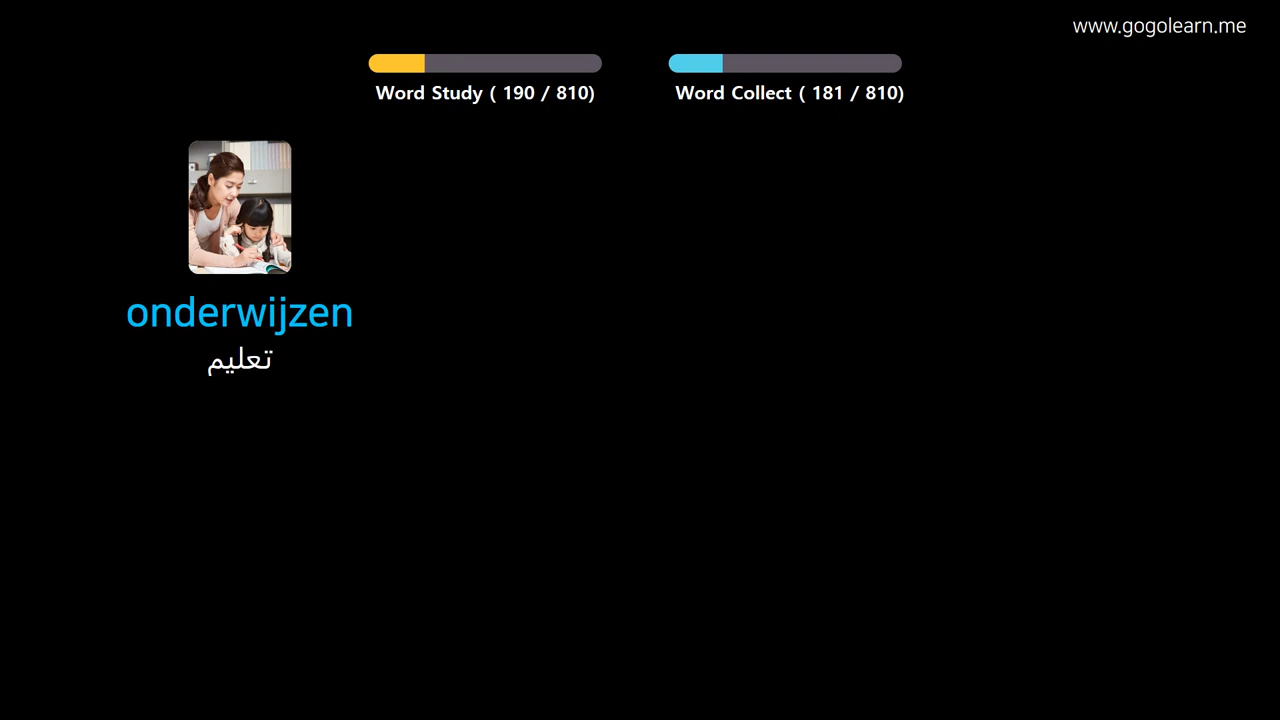 www.gogolearn.me
Word Study ( 190 / 810)
Word Collect ( 181 / 810)
onderwijzen
تعليم